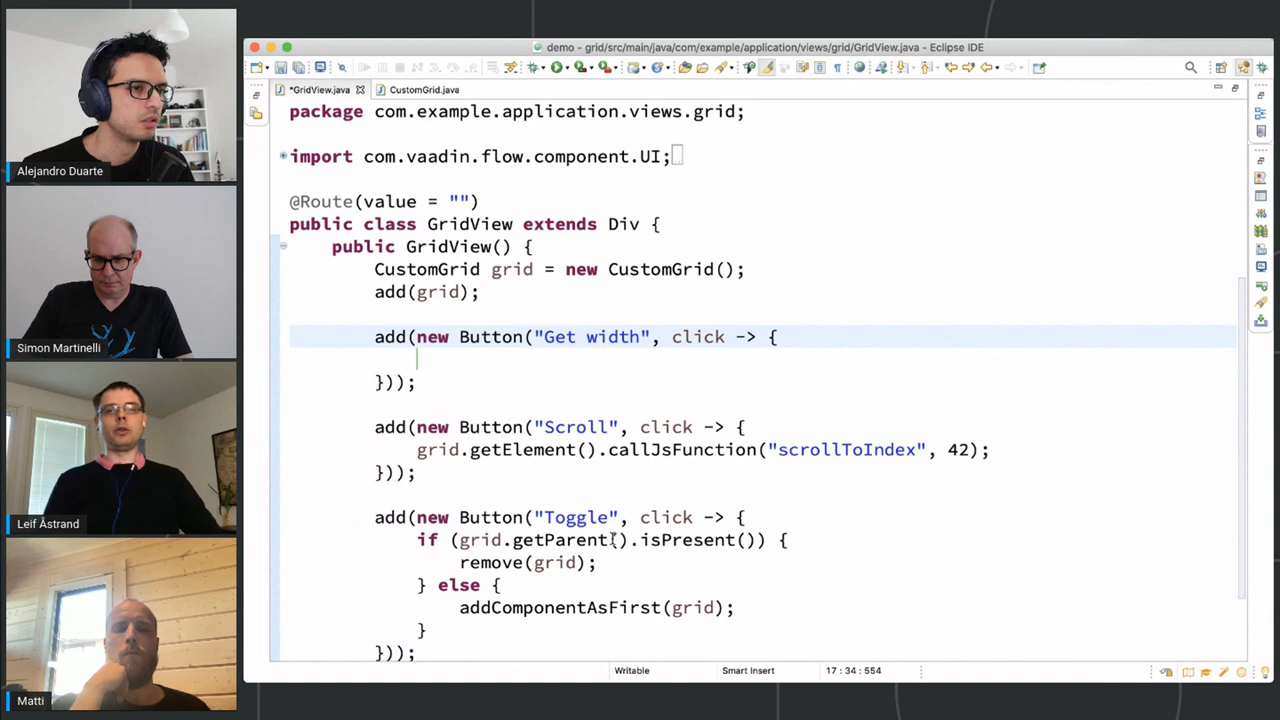 Alejandro Duarte
Simon Martinelli
Leif Åstrand
Matti
demo - grid/src/main/java/com/example/application/views/grid/GridView.java - Eclipse IDE
*GridView.java
CustomGrid.java
package com.example.application.views.grid;
import com.vaadin.flow.component.UI;
@Route(value = "")
public class GridView extends Div {
public GridView() {
CustomGrid grid = new CustomGrid();
add(grid);
add(new Button("Get width", click -> {
}));
add(new Button("Scroll", click -> {
grid.getElement().callJsFunction("scrollToIndex", 42);
}));
add(new Button("Toggle", click -> {
if (grid.getParent().isPresent()) {
remove(grid);
} else {
addComponentAsFirst(grid);
}
}));
Writable
Smart Insert
17 : 34 : 554